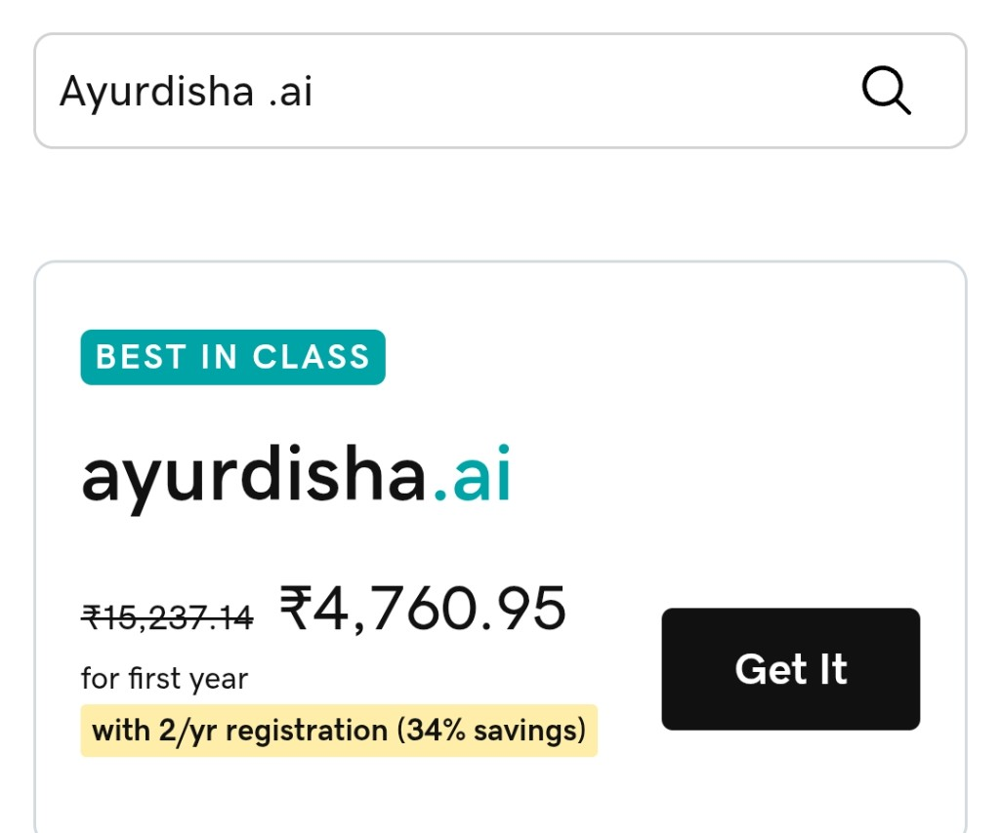 Ayurdisha .ai
BEST IN CLASS
ayurdisha.ai
₹15,237.14 ₹4,760.95
for first year
with 2/yr registration (34% savings)
Get It